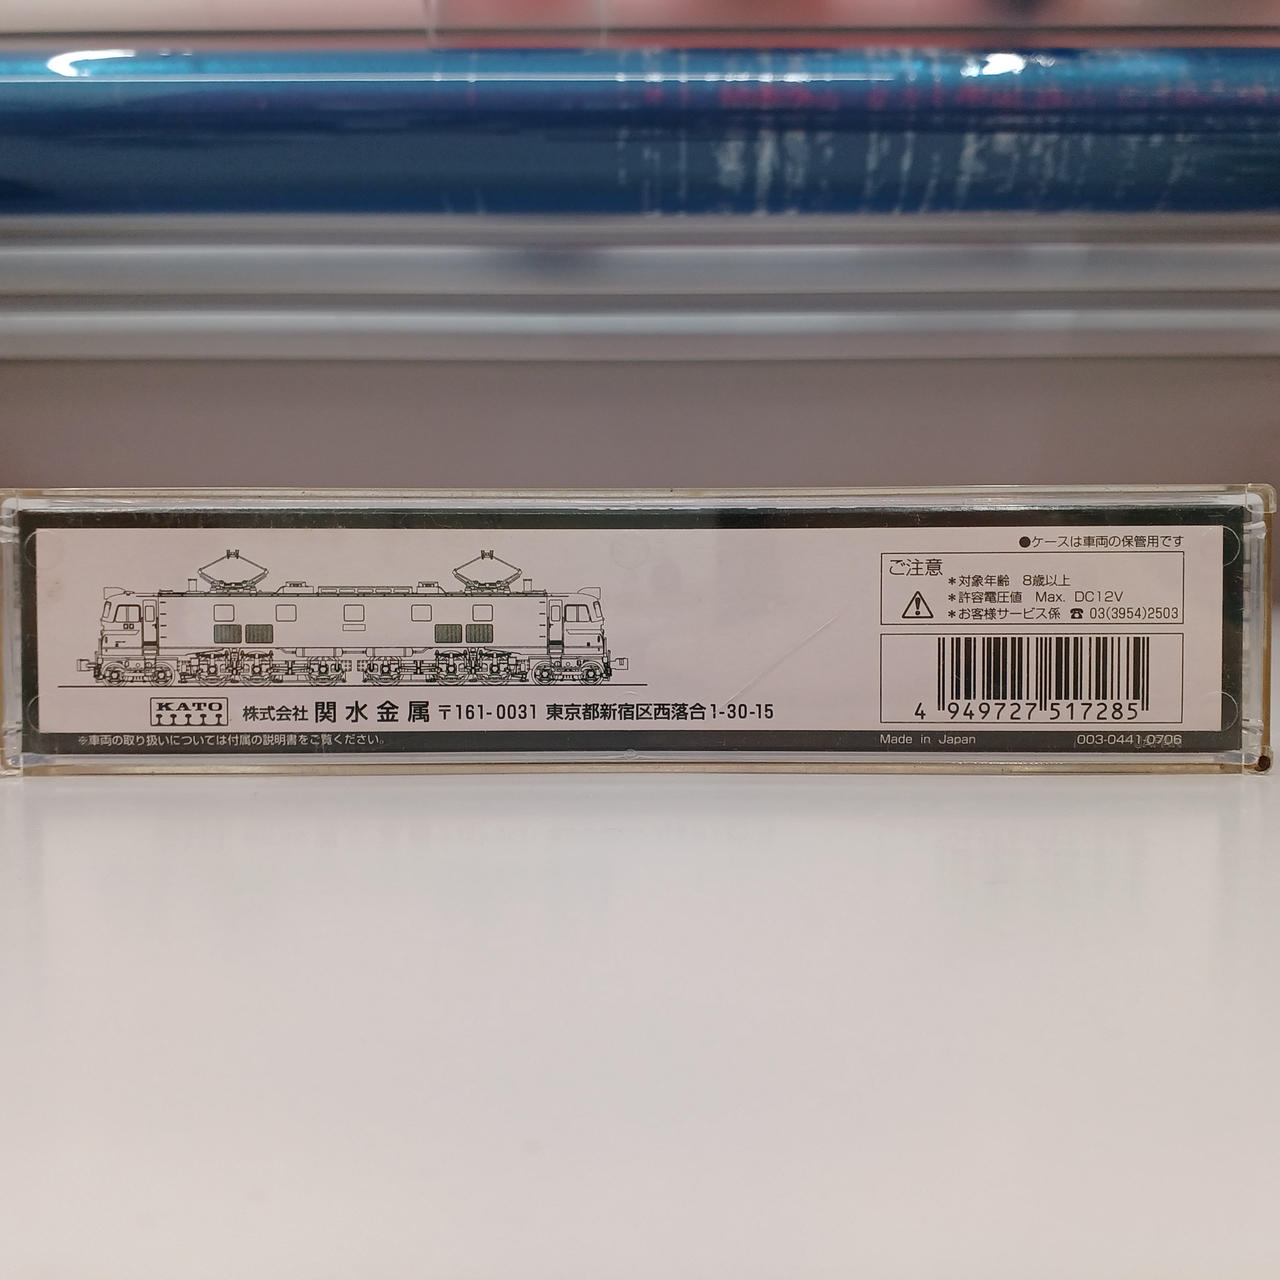 ●ケースは車両の保管用です
ご注意
＊対象年齢　8歳以上
＊許容電圧値　Max. DC12V
＊お客様サービス係 ☎ 03(3954)2503
KATO
株式会社 関水金属 〒161-0031 東京都新宿区西落合1-30-15
4 949727 517285
※車両の取り扱いについては付属の説明書をご覧ください。
Made in Japan
003-0441-0706